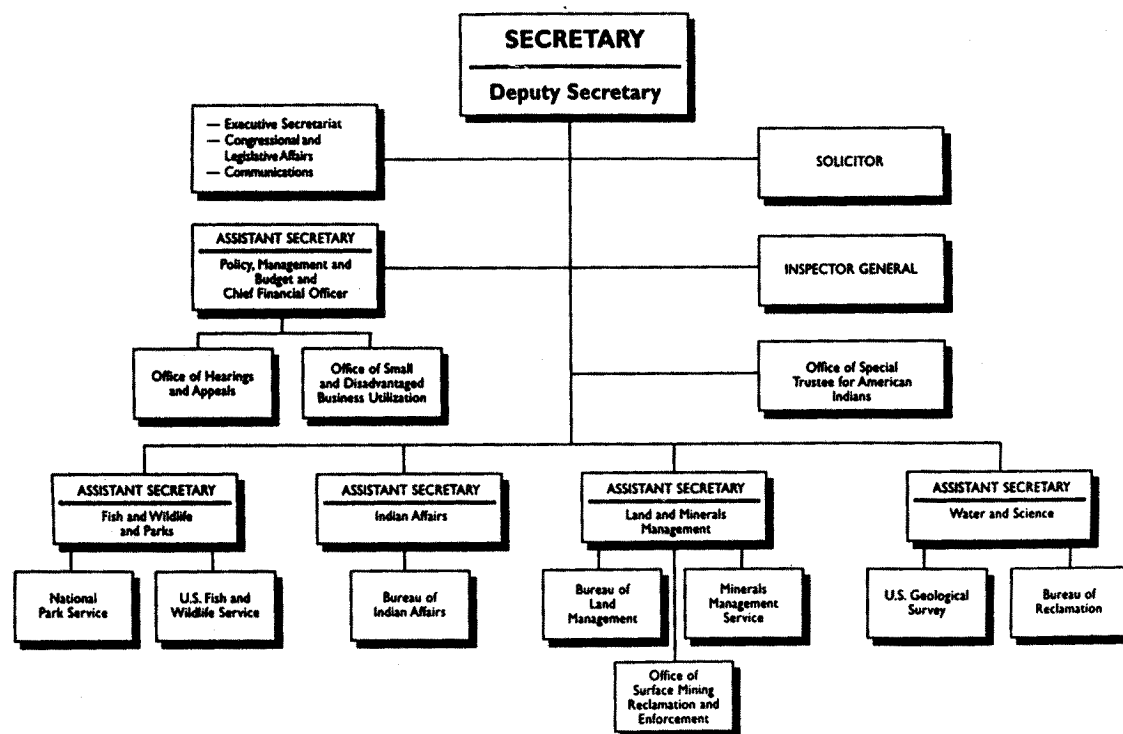 SECRETARY
Deputy Secretary
— Executive Secretariat
— Congressional and
Legislative Affairs
— Communications
SOLICITOR
ASSISTANT SECRETARY
Policy, Management and
Budget and
Chief Financial Officer
INSPECTOR GENERAL
Office of Hearings
and Appeals
Office of Small
and Disadvantaged
Business Utilization
Office of Special
Trustee for American
Indians
ASSISTANT SECRETARY
Fish and Wildlife
and Parks
ASSISTANT SECRETARY
Indian Affairs
ASSISTANT SECRETARY
Land and Minerals
Management
ASSISTANT SECRETARY
Water and Science
National
Park Service
U.S. Fish and
Wildlife Service
Bureau of
Indian Affairs
Bureau of
Land
Management
Minerals
Management
Service
U.S. Geological
Survey
Bureau of
Reclamation
Office of
Surface Mining
Reclamation and
Enforcement